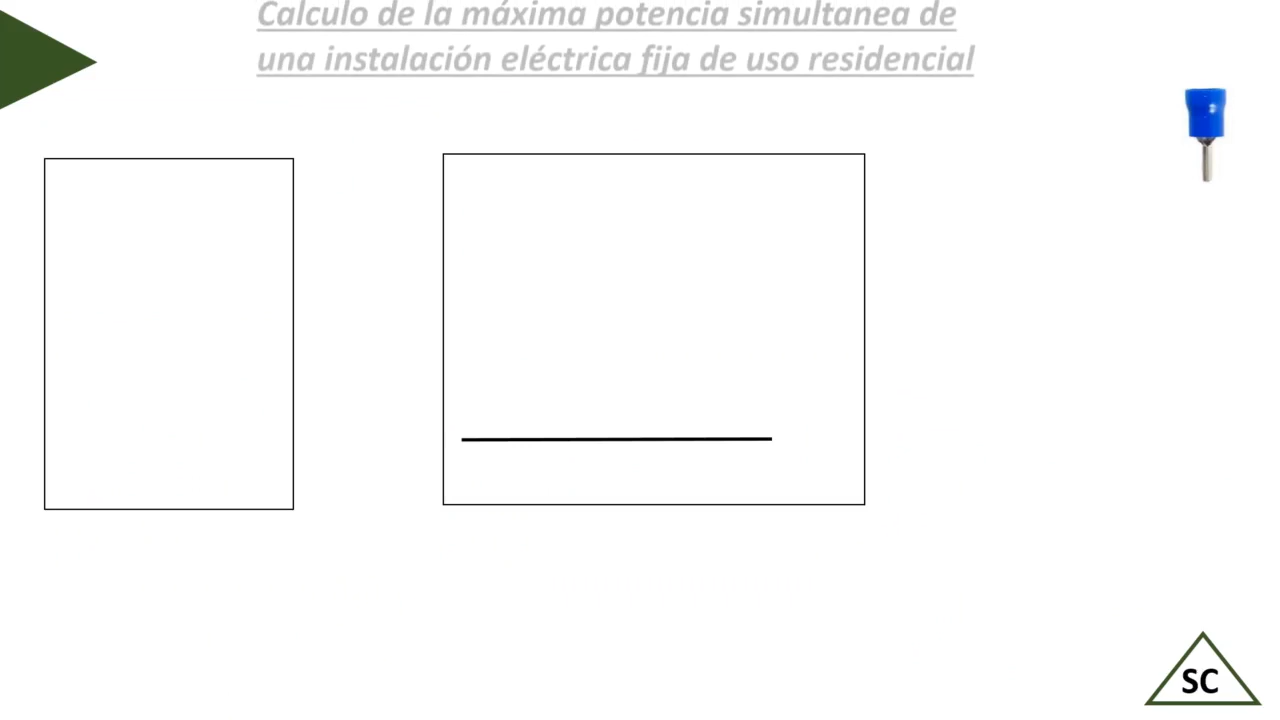 Calculo de la máxima potencia simultanea de
una instalación eléctrica fija de uso residencial
SC